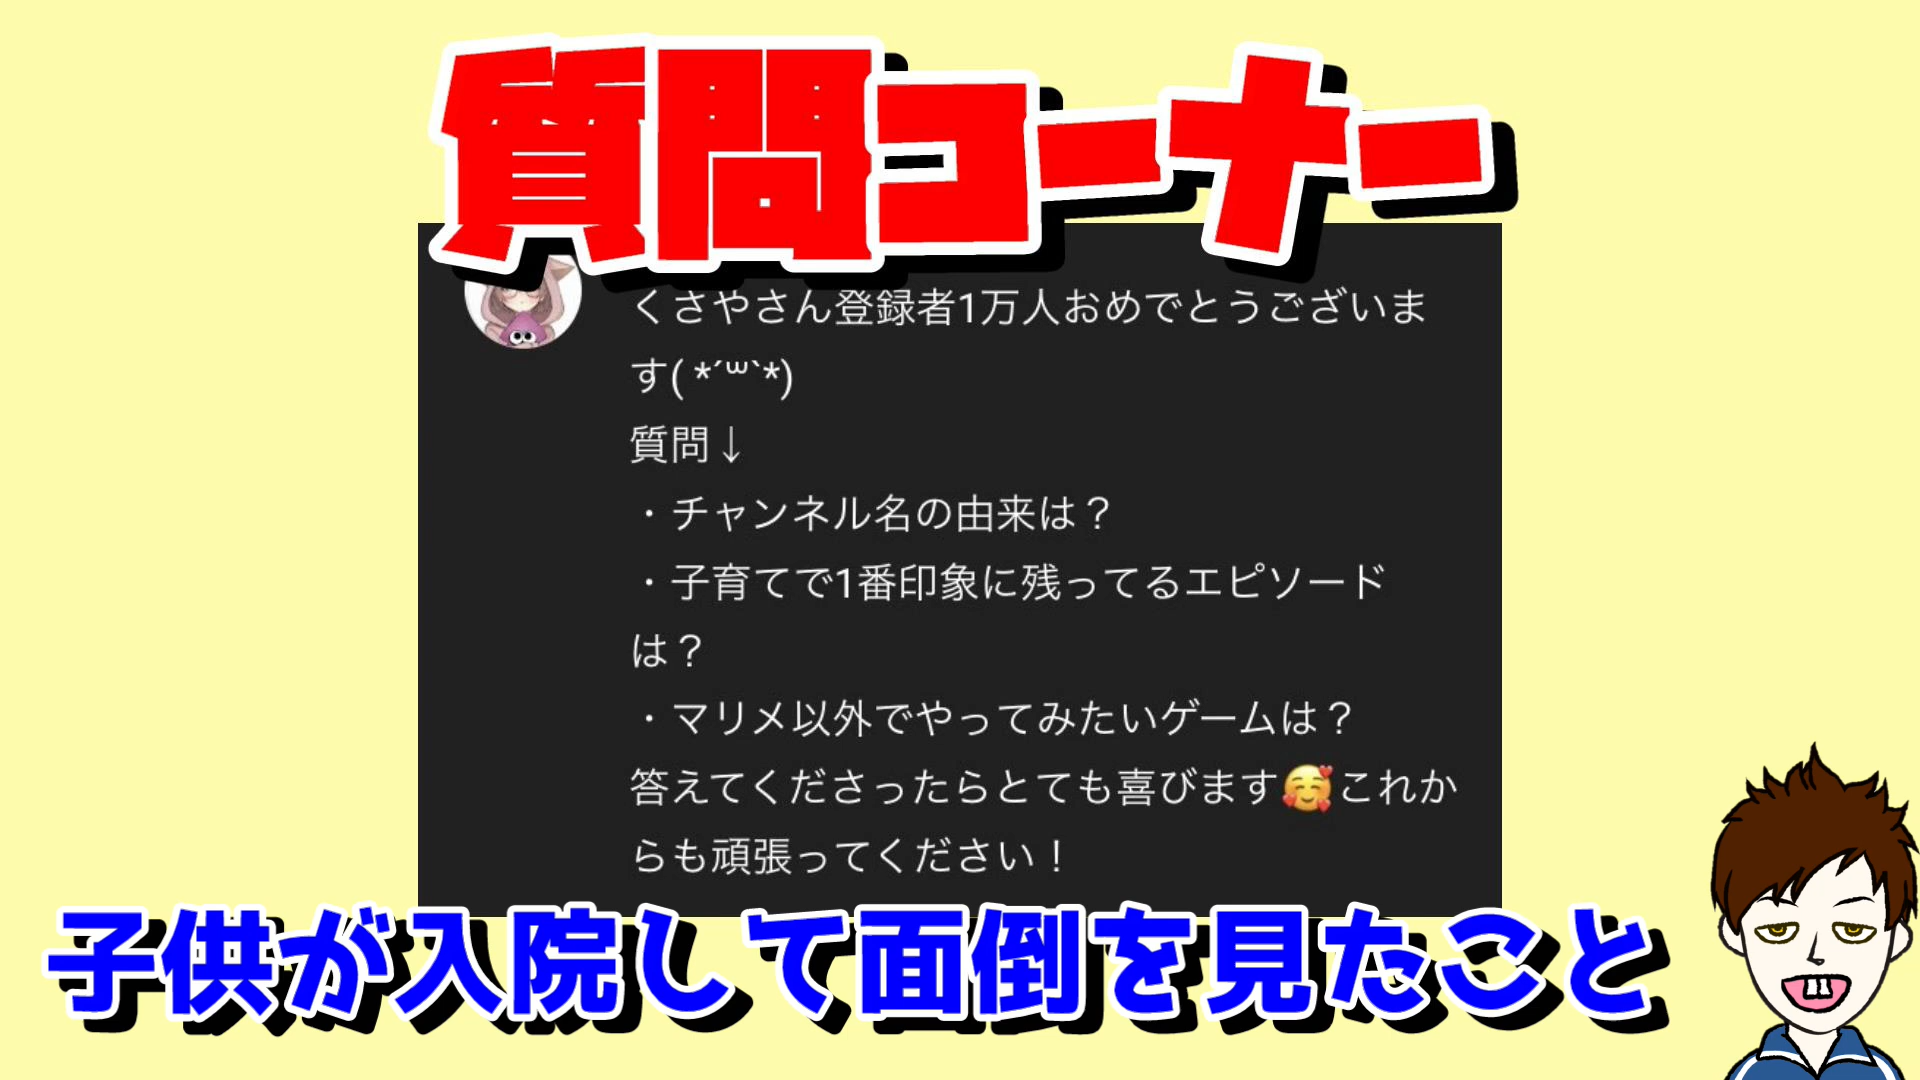 質問コーナー
くさやさん登録者1万人おめでとうございま
す( *´꒳`*)
質問↓
・チャンネル名の由来は？
・子育てで1番印象に残ってるエピソード
は？
・マリメ以外でやってみたいゲームは？
答えてくださったらとても喜びます🥰これか
らも頑張ってください！
子供が入院して面倒を見たこと